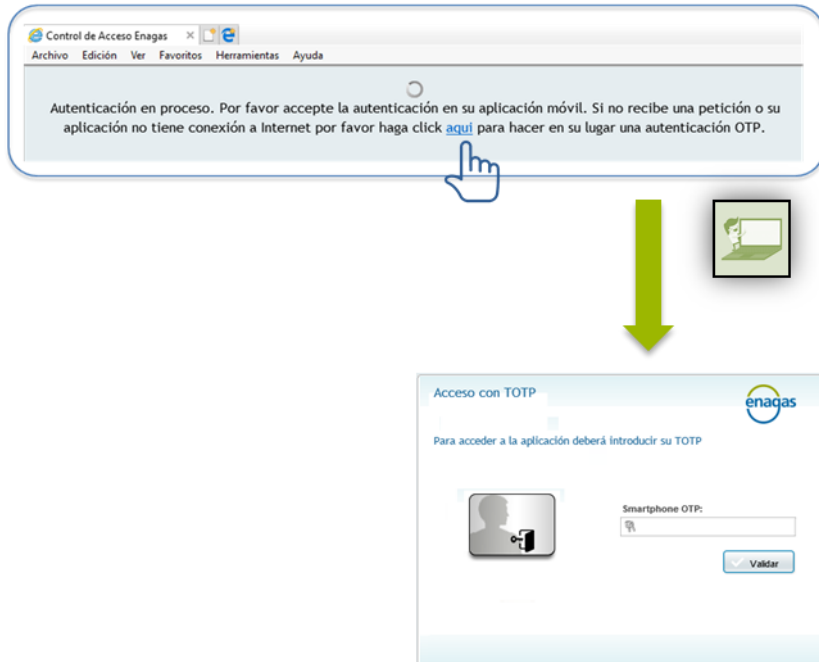 Control de Acceso Enagas
Archivo Edición Ver Favoritos Herramientas Ayuda
Autenticación en proceso. Por favor accepte la autenticación en su aplicación móvil. Si no recibe una petición o su
aplicación no tiene conexión a Internet por favor haga click aqui para hacer en su lugar una autenticación OTP.
Acceso con TOTP
enagas
Para acceder a la aplicación deberá introducir su TOTP
Smartphone OTP:
Validar